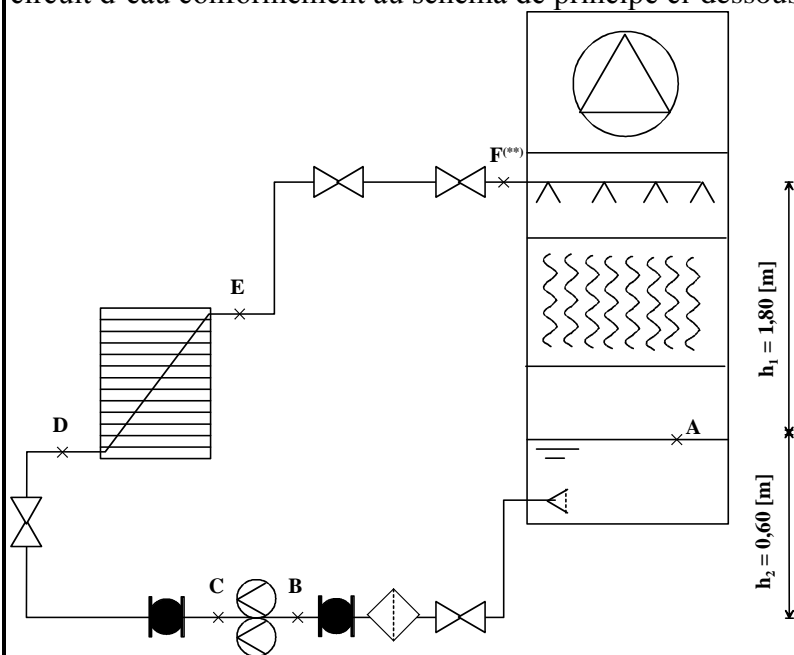 circuit d'eau conformément au schéma de principe ci-dessous
F(**)
E
D
A
C
B
h1 = 1,80 [m]
h2 = 0,60 [m]